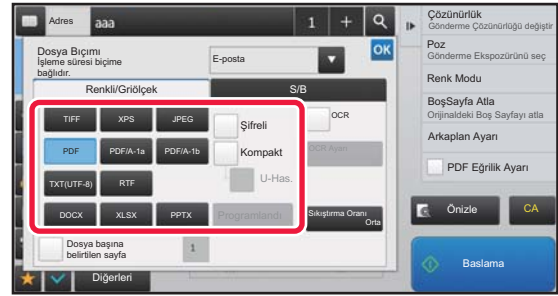 Adres
aaa
1
Dosya Bıçımı
İşleme süresi biçime
bağlıdır.
E-posta
OK
Renkli/Griölçek
S/B
TIFF
XPS
JPEG
Şifreli
OCR
PDF
PDF/A-1a
PDF/A-1b
Kompakt
OCR Ayarı
TXT(UTF-8)
RTF
U-Has.
DOCX
XLSX
PPTX
Programlandı
Sıkıştırma Oranı
Orta
Dosya başına
belirtilen sayfa
1
Diğerleri
Çözünürlük
Gönderme Çözünürlüğü değiştir
Poz
Gönderme Ekspozürünü seç
Renk Modu
BoşSayfa Atla
Orijinaldeki Boş Sayfayı atla
Arkaplan Ayarı
PDF Eğrilik Ayarı
Önizle
CA
Baslama